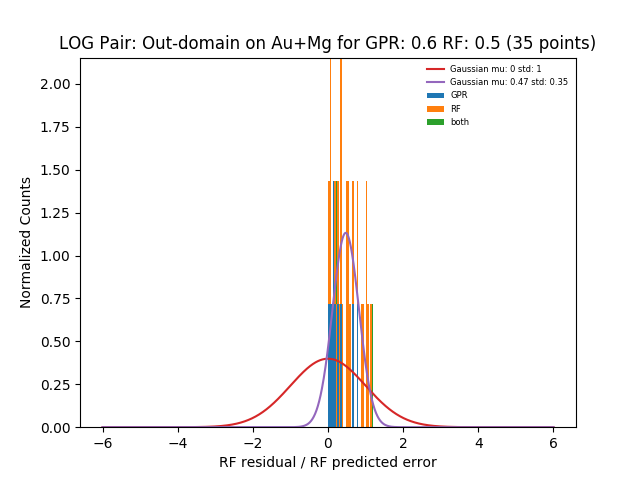 LOG Pair: Out-domain on Au+Mg for GPR: 0.6 RF: 0.5 (35 points)
Gaussian mu: 0 std: 1
Gaussian mu: 0.47 std: 0.35
GPR
RF
both
Normalized Counts
2.00
1.75
1.50
1.25
1.00
0.75
0.50
0.25
0.00
−6 −4 −2 0 2 4 6
RF residual / RF predicted error